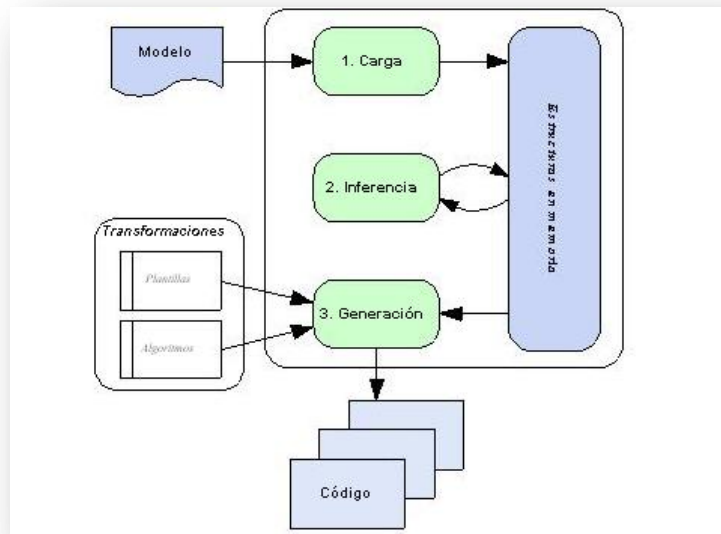 Modelo
1. Carga
Estructuras en memoria
2. Inferencia
Transformaciones
Plantillas
Algoritmos
3. Generación
Código